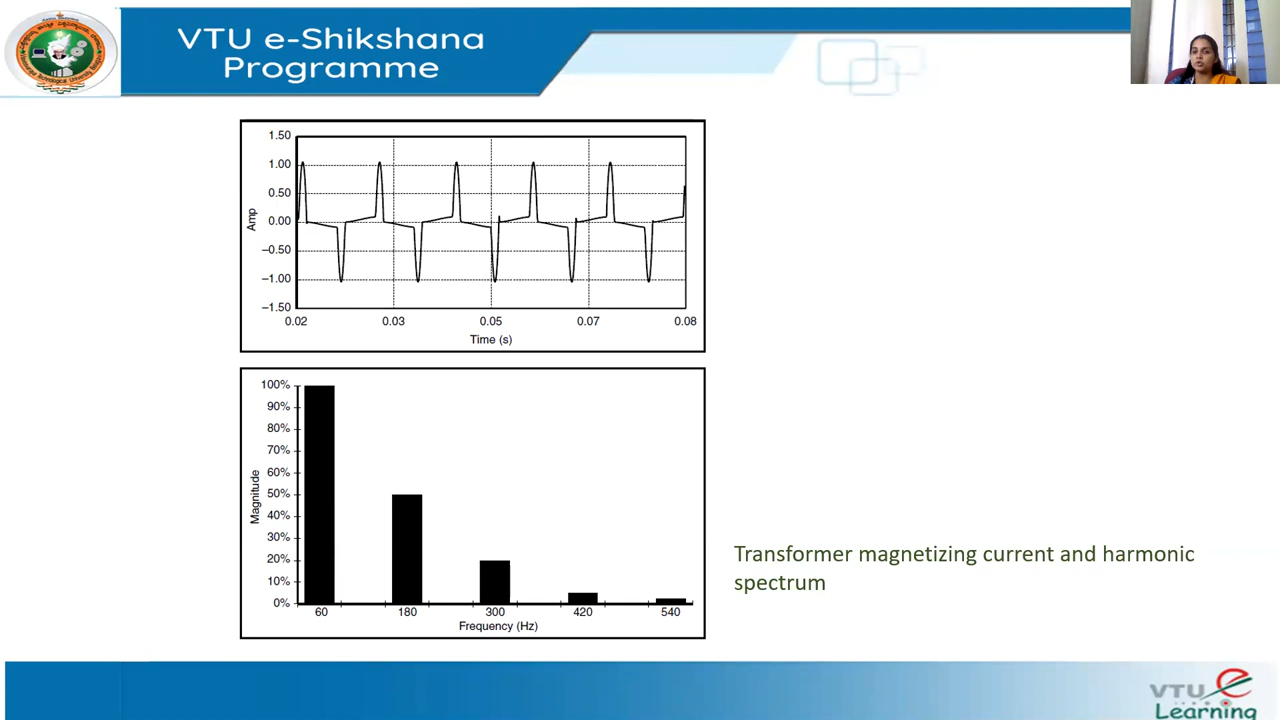 VTU e-Shikshana
Programme
1.50
1.00
0.50
0.00
–0.50
–1.00
–1.50
Amp
0.02 0.03 0.05 0.07 0.08
Time (s)
100%
90%
80%
70%
60%
50%
40%
30%
20%
10%
0%
Magnitude
60 180 300 420 540
Frequency (Hz)
Transformer magnetizing current and harmonic
spectrum
VTU e
Learning